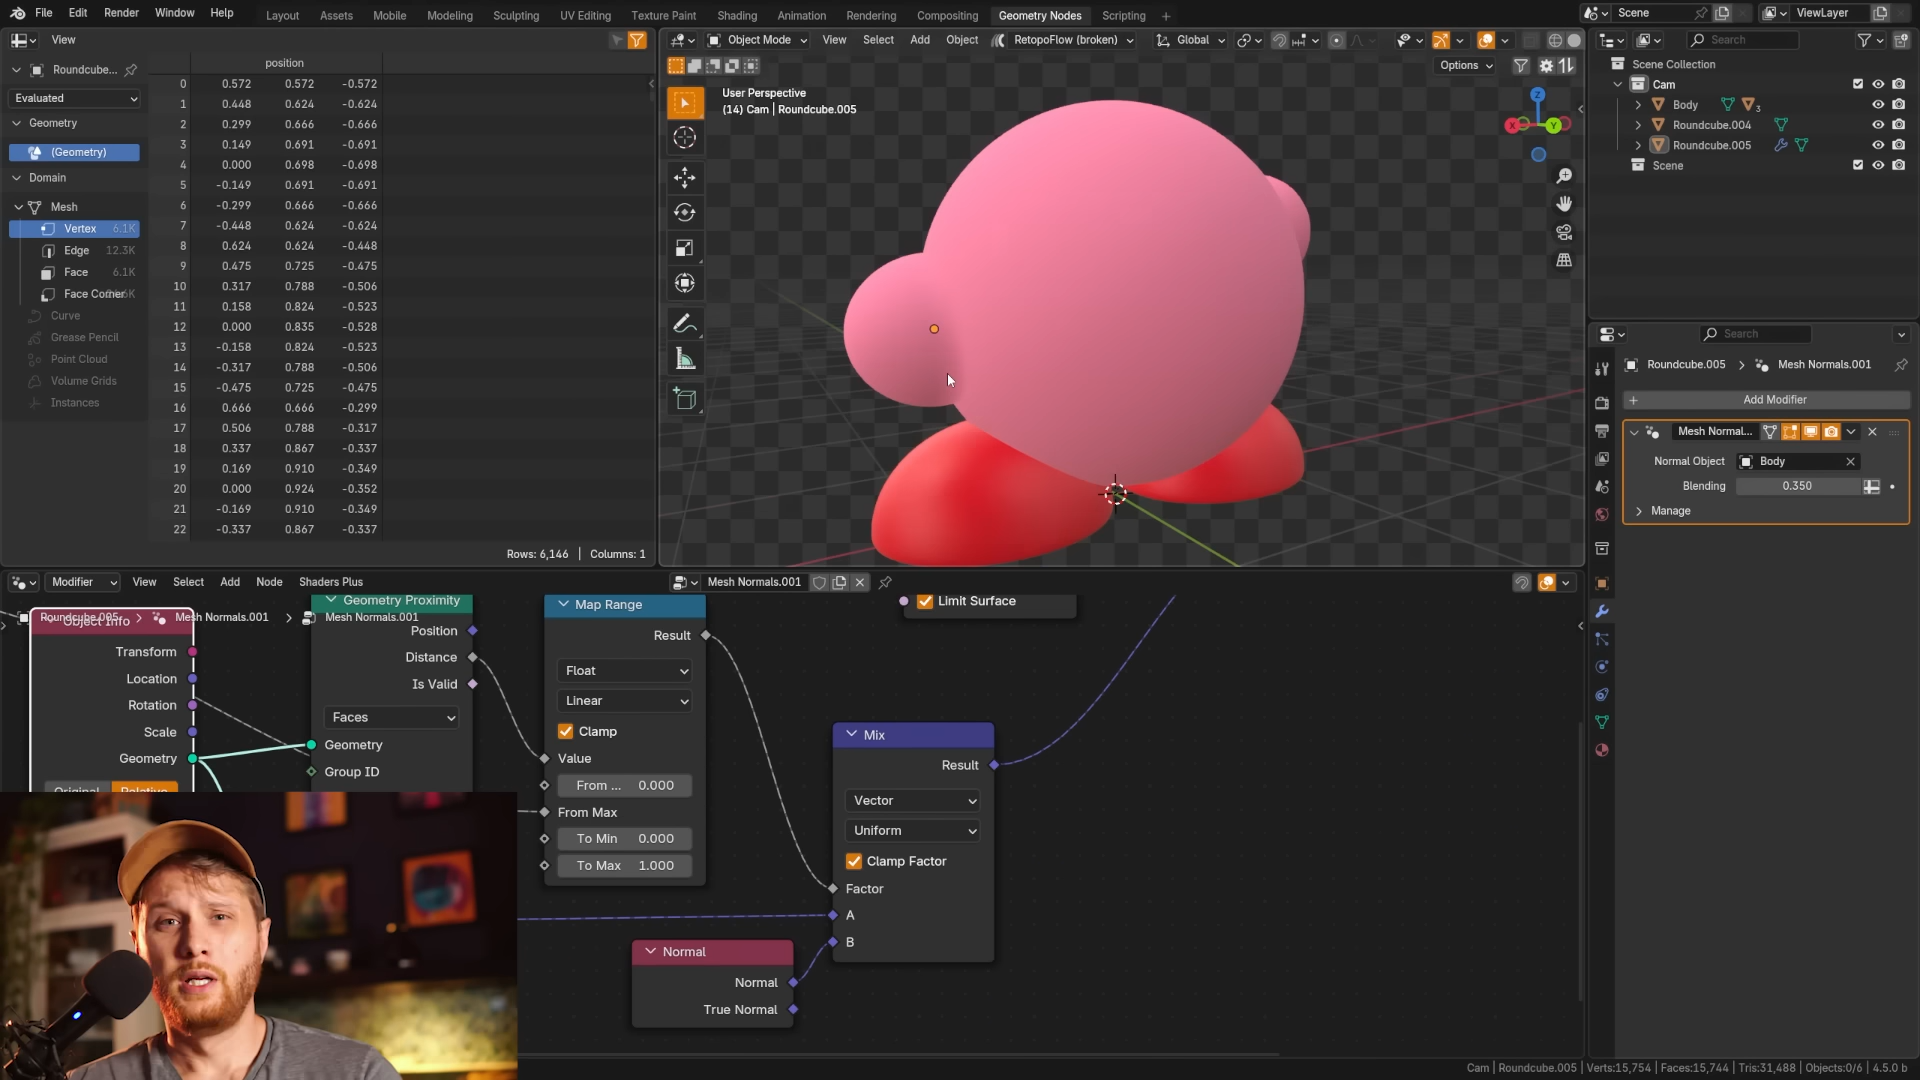 File Edit Render Window Help Layout Assets Mobile Modeling Sculpting UV Editing Texture Paint Shading Animation Rendering Compositing Geometry Nodes Scripting + Scene ViewLayer
View
Roundcube...
Evaluated
Geometry
(Geometry)
Domain
Mesh
Vertex 6.1K
Edge 12.3K
Face 6.1K
Face Corner
Curve
Grease Pencil
Point Cloud
Volume Grids
Instances
position
0 0.572 0.572 -0.572
1 0.448 0.624 -0.624
2 0.299 0.666 -0.666
3 0.149 0.691 -0.691
4 0.000 0.698 -0.698
5 -0.149 0.691 -0.691
6 -0.299 0.666 -0.666
7 -0.448 0.624 -0.624
8 0.624 0.624 -0.448
9 0.475 0.725 -0.475
10 0.317 0.788 -0.506
11 0.158 0.824 -0.523
12 0.000 0.835 -0.528
13 -0.158 0.824 -0.523
14 -0.317 0.788 -0.506
15 -0.475 0.725 -0.475
16 0.666 0.666 -0.299
17 0.506 0.788 -0.317
18 0.337 0.867 -0.337
19 0.169 0.910 -0.349
20 0.000 0.924 -0.352
21 -0.169 0.910 -0.349
22 -0.337 0.867 -0.337
Rows: 6,146 | Columns: 1
Object Mode View Select Add Object RetopoFlow (broken) Global
Options
User Perspective
(14) Cam | Roundcube.005
Z
X
Y
Search
Scene Collection
Cam
Body 3
Roundcube.004
Roundcube.005
Scene
Search
Roundcube.005 > Mesh Normals.001
+ Add Modifier
Mesh Normal...
Normal Object Body
Blending 0.350
Manage
Modifier View Select Add Node Shaders Plus Mesh Normals.001
Roundcube.005 > Mesh Normals.001 > Mesh Normals.001
Object Info
Transform
Location
Rotation
Scale
Geometry
Original Relative
Geometry Proximity
Position
Distance
Is Valid
Faces
Geometry
Group ID
Map Range
Result
Float
Linear
Clamp
Value
From ... 0.000
From Max
To Min 0.000
To Max 1.000
Limit Surface
Mix
Result
Vector
Uniform
Clamp Factor
Factor
A
B
Normal
Normal
True Normal
Cam | Roundcube.005 | Verts:15,754 | Faces:15,744 | Tris:31,488 | Objects:0/6 | 4.5.0 b